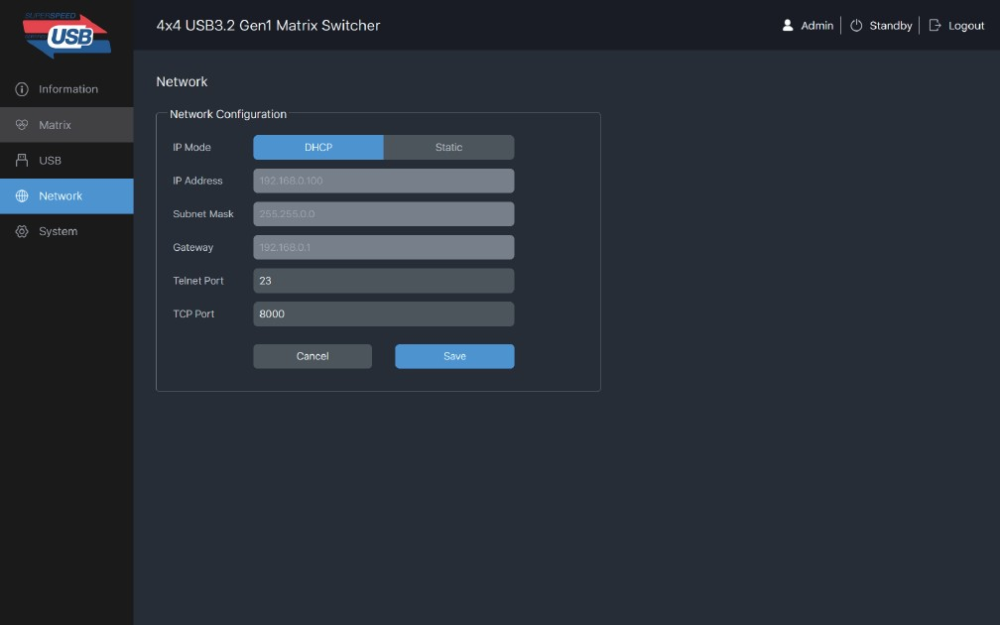 SUPERSPEED
USB
4x4 USB3.2 Gen1 Matrix Switcher
Admin
Standby
Logout
Information
Matrix
USB
Network
System
Network
Network Configuration
IP Mode
DHCP
Static
IP Address
192.168.0.100
Subnet Mask
255.255.0.0
Gateway
192.168.0.1
Telnet Port
23
TCP Port
8000
Cancel
Save